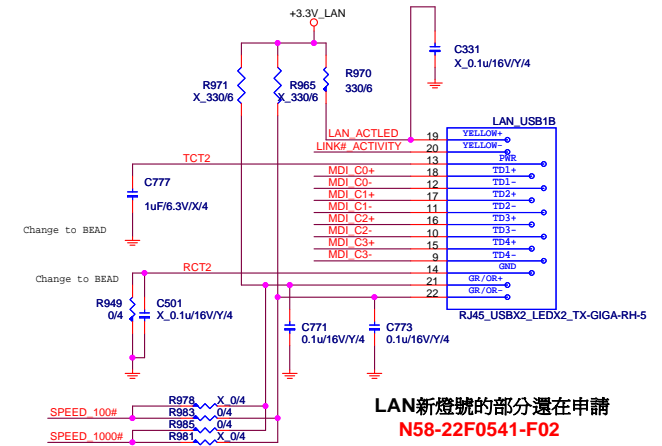 +3.3V_LAN
C331
X_0.1u/16V/Y/4
R971
X_330/6
R965
X_330/6
R970
330/6
LAN_USB1B
LAN_ACTLED
19
YELLOW+
LINK#_ACTIVITY
20
YELLOW-
TCT2
13
PWR
MDI_C0+
18
TD1+
MDI_C0-
12
TD1-
MDI_C1+
17
TD2+
MDI_C1-
11
TD2-
MDI_C2+
16
TD3+
MDI_C2-
10
TD3-
MDI_C3+
15
TD4+
MDI_C3-
9
TD4-
RCT2
14
GND
21
GR/OR+
22
GR/OR-
RJ45_USBX2_LEDX2_TX-GIGA-RH-5
C777
1uF/6.3V/X/4
Change to BEAD
Change to BEAD
R949
0/4
C501
X_0.1u/16V/Y/4
C771
0.1u/16V/Y/4
C773
0.1u/16V/Y/4
R978
X_0/4
SPEED_100#
R983
0/4
R985
0/4
SPEED_1000#
R981
X_0/4
LAN新燈號的部分還在申請
N58-22F0541-F02